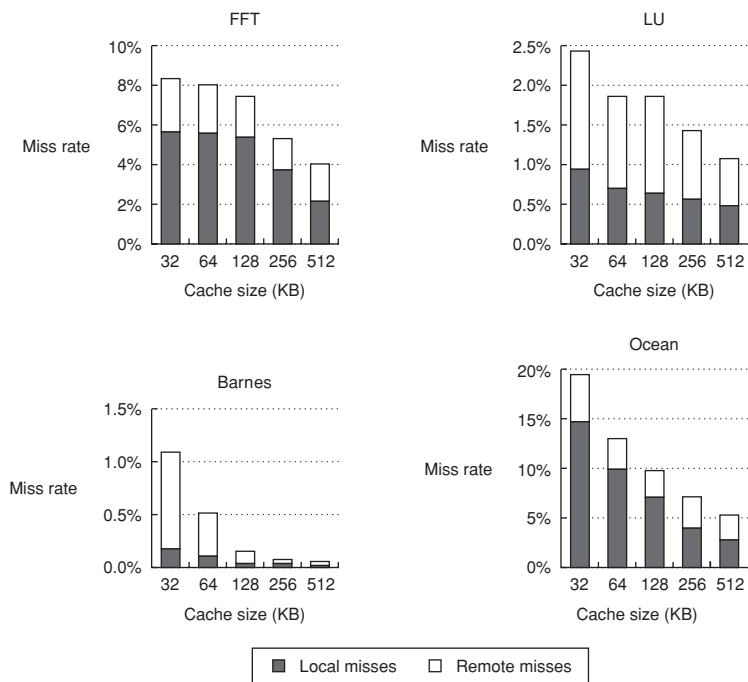 FFT
10%
8%
6%
4%
2%
0%
Miss rate
32 64 128 256 512
Cache size (KB)
LU
2.5%
2.0%
1.5%
1.0%
0.5%
0.0%
Miss rate
32 64 128 256 512
Cache size (KB)
Barnes
1.5%
1.0%
0.5%
0.0%
Miss rate
32 64 128 256 512
Cache size (KB)
Ocean
20%
15%
10%
5%
0%
Miss rate
32 64 128 256 512
Cache size (KB)
Local misses Remote misses